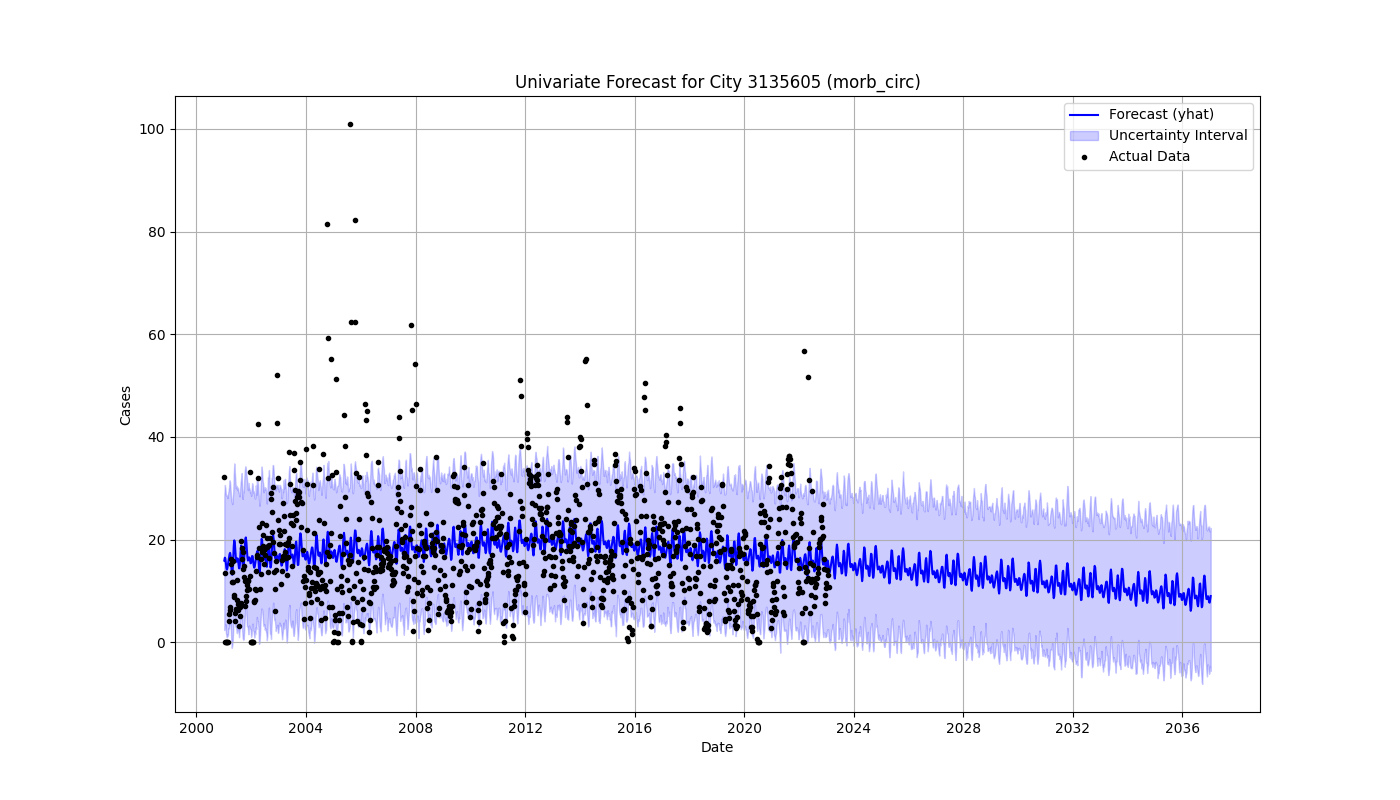 Univariate Forecast for City 3135605 (morb_circ)
Forecast (yhat)
Uncertainty Interval
Actual Data
100
80
60
40
20
0
Cases
2000 2004 2008 2012 2016 2020 2024 2028 2032 2036
Date